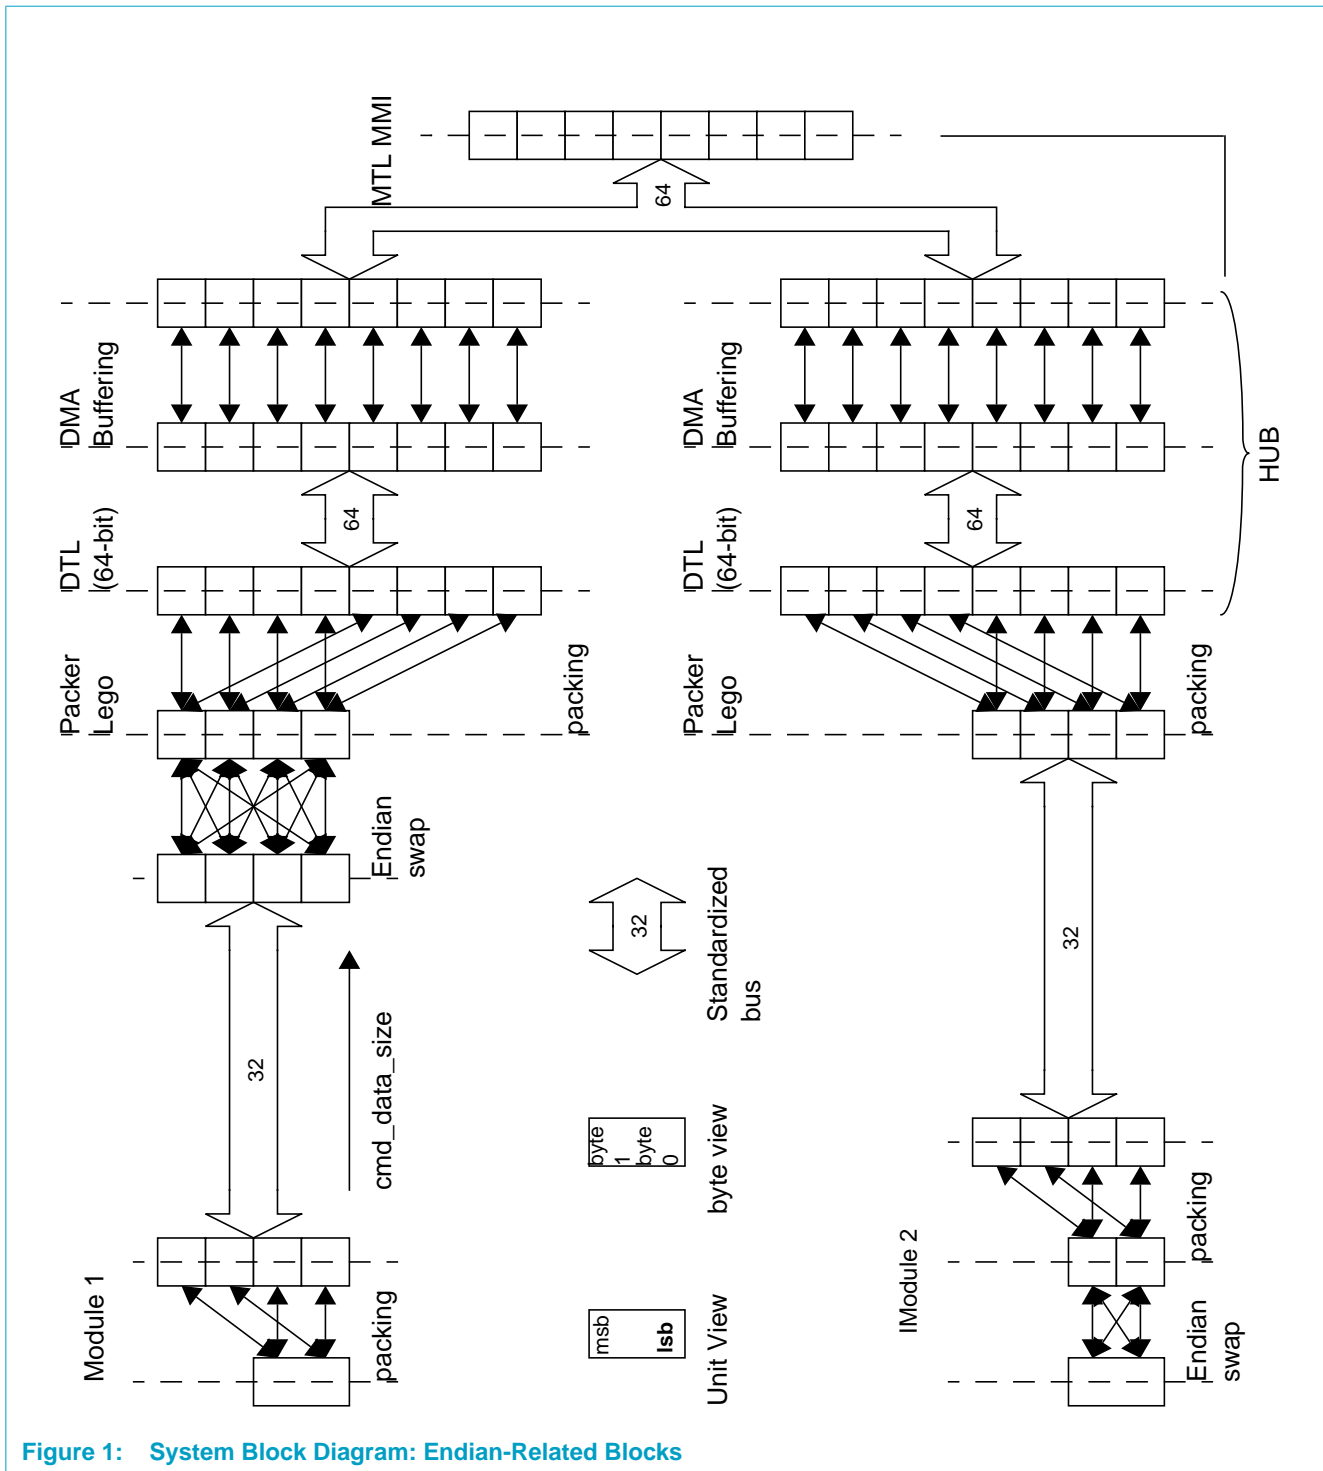 MTL MMI
64
DMA
Buffering
DMA
Buffering
HUB
64
64
DTL
(64-bit)
DTL
(64-bit)
Packer
Lego
packing
Packer
Lego
packing
Endian
swap
32
Standardized
bus
32
32
cmd_data_size
byte
1
byte
0
byte view
Module 1
packing
msb
lsb
Unit View
IModule 2
packing
Endian
swap
Figure 1: System Block Diagram: Endian-Related Blocks